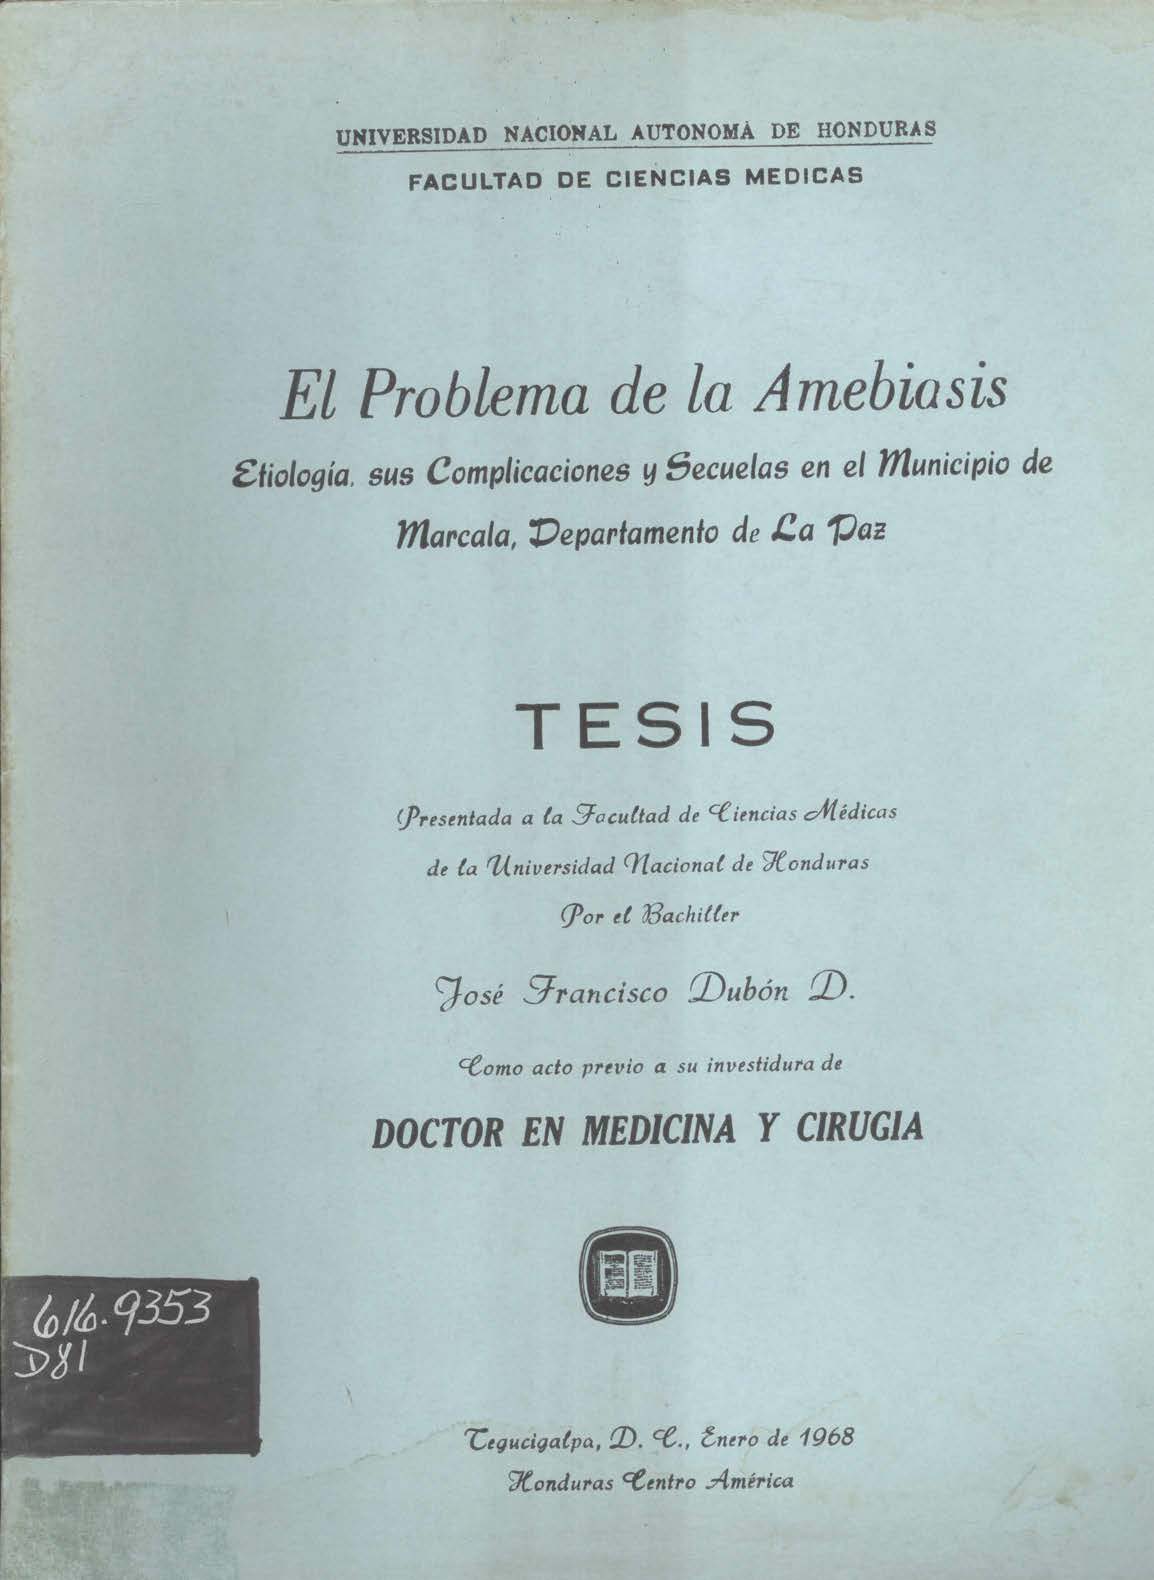 UNIVERSIDAD NACIONAL AUTONOMA DE HONDURAS
FACULTAD DE CIENCIAS MEDICAS
El Problema de la Amebiasis
Etiología, sus Complicaciones y Secuelas en el Municipio de
Marcala, Departamento de La Paz
TESIS
Presentada a la Facultad de Ciencias Médicas
de la Universidad Nacional de Honduras
Por el Bachiller
José Francisco Dubón D.
Como acto previo a su investidura de
DOCTOR EN MEDICINA Y CIRUGIA
616.9353
D81
Tegucigalpa, D. C., Enero de 1968
Honduras Centro América